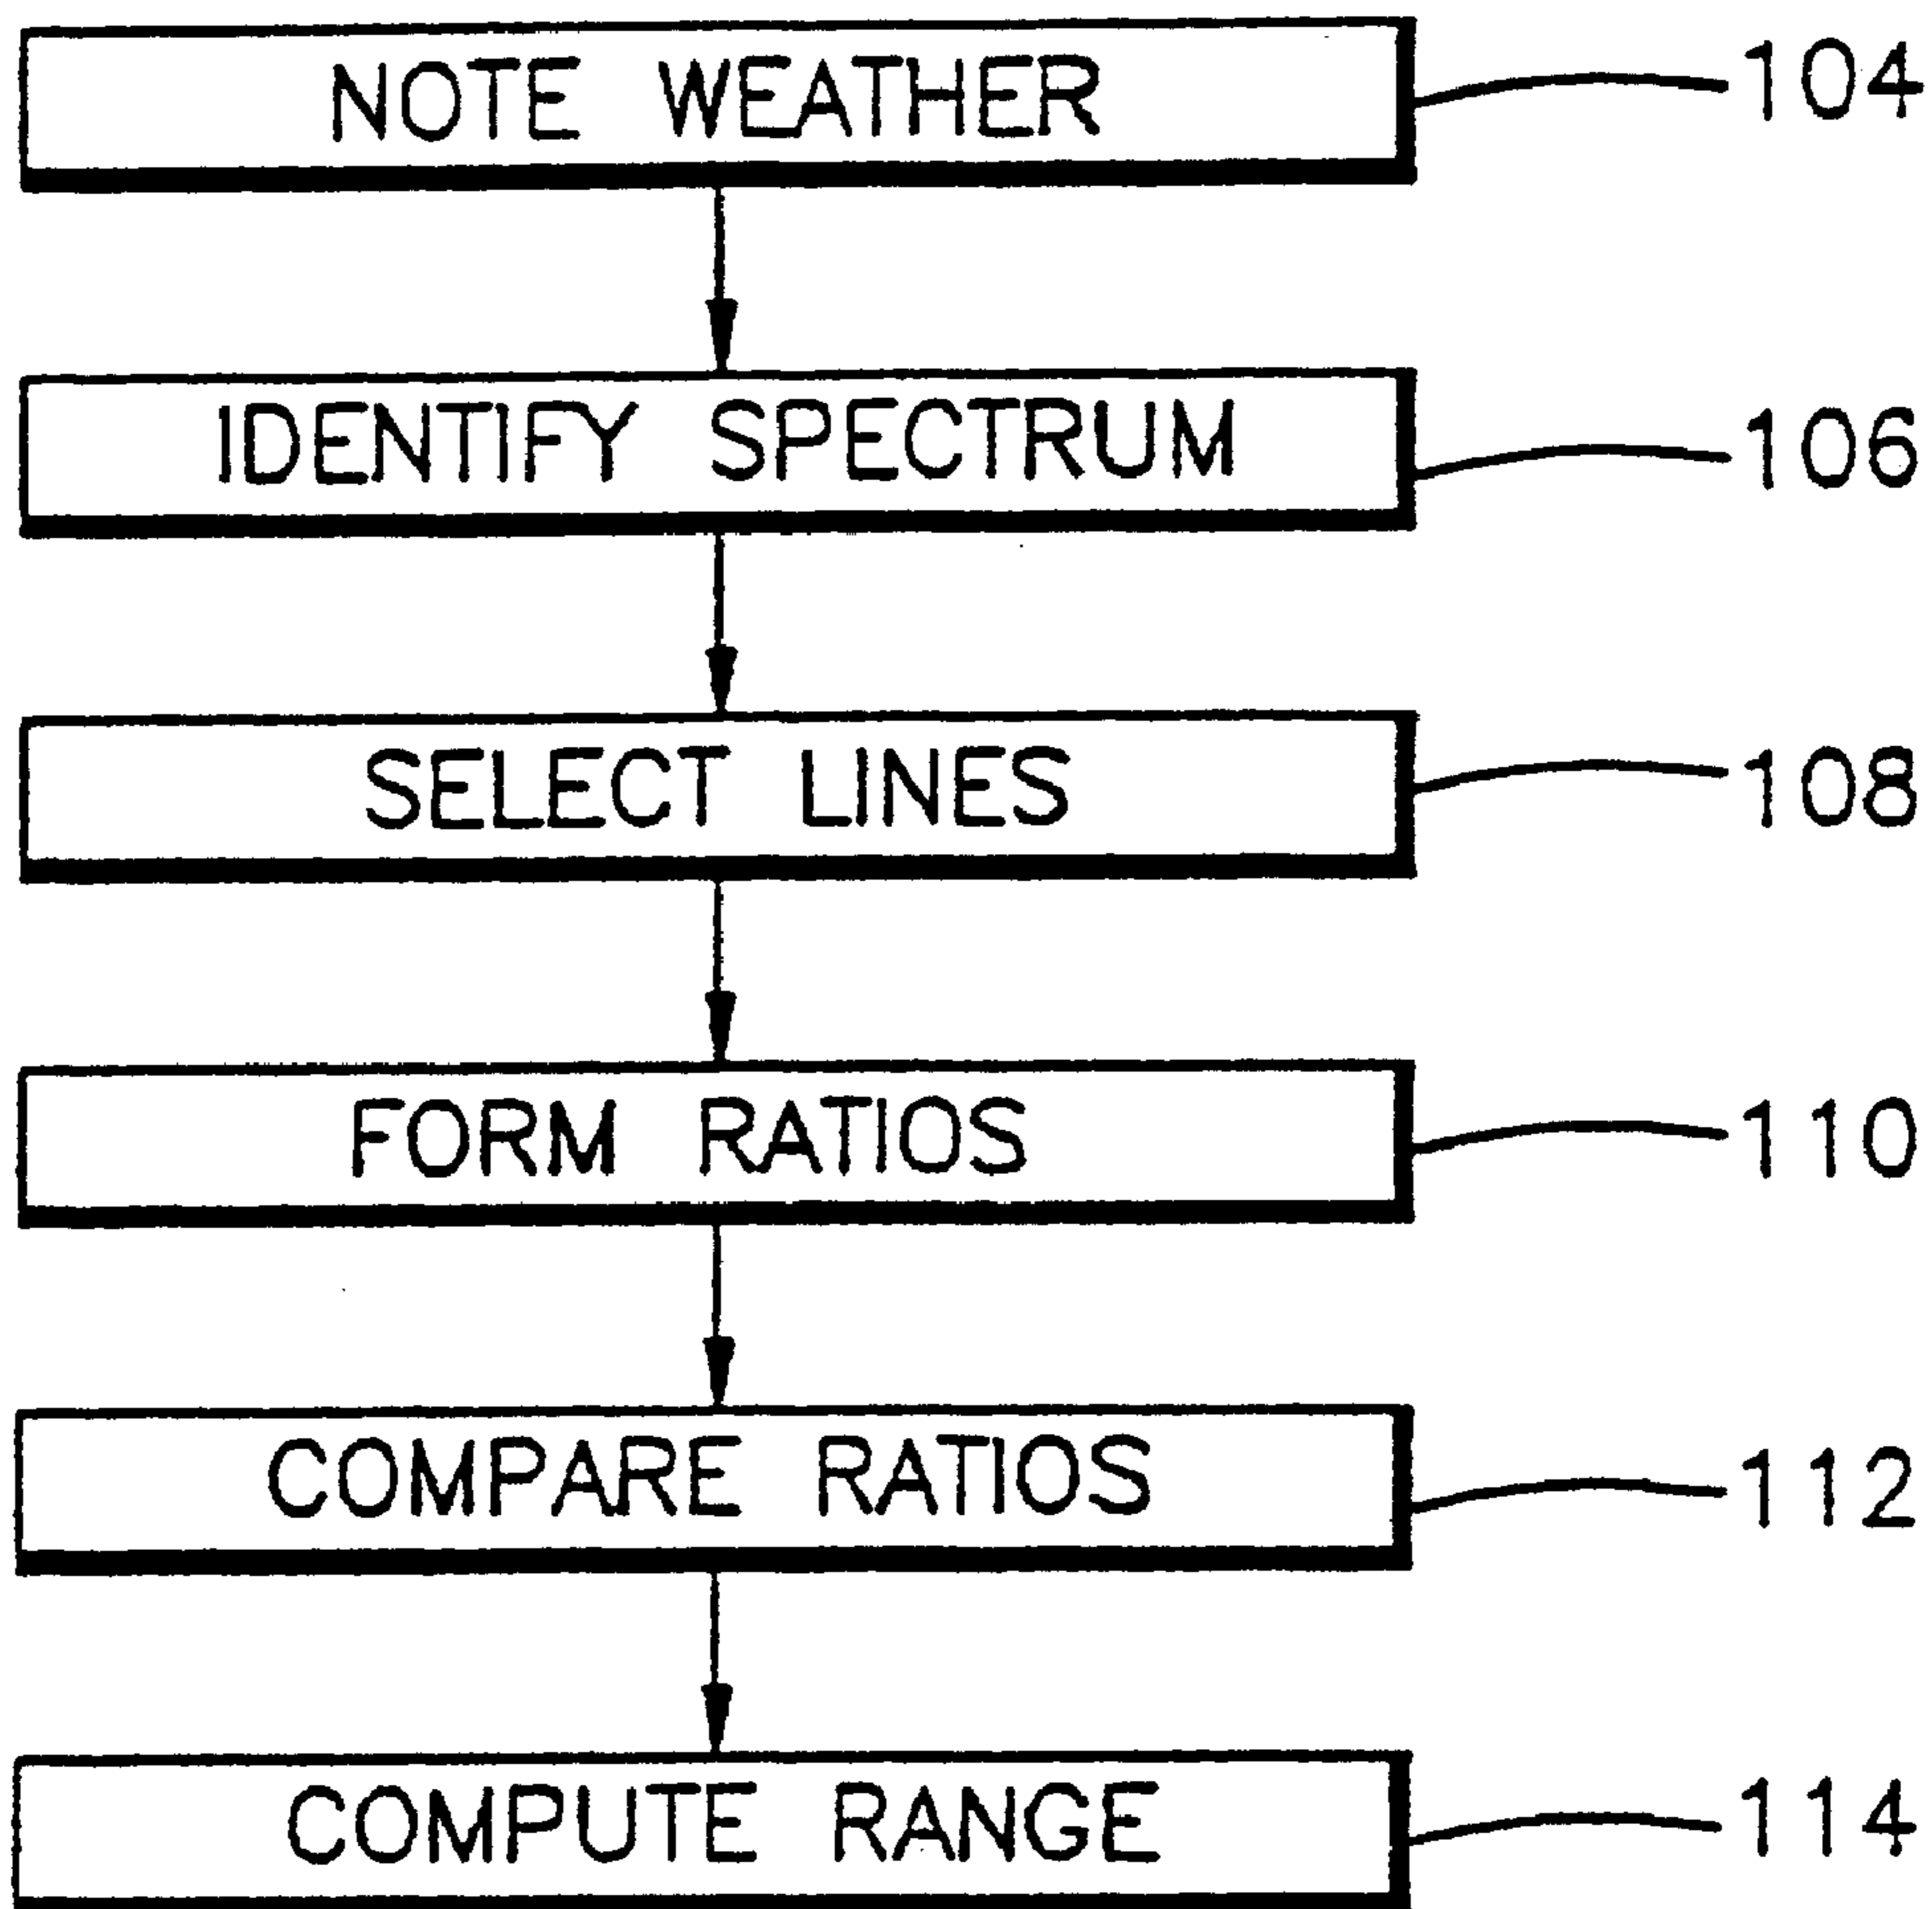 NOTE WEATHER 104
IDENTIFY SPECTRUM 106
SELECT LINES 108
FORM RATIOS 110
COMPARE RATIOS 112
COMPUTE RANGE 114